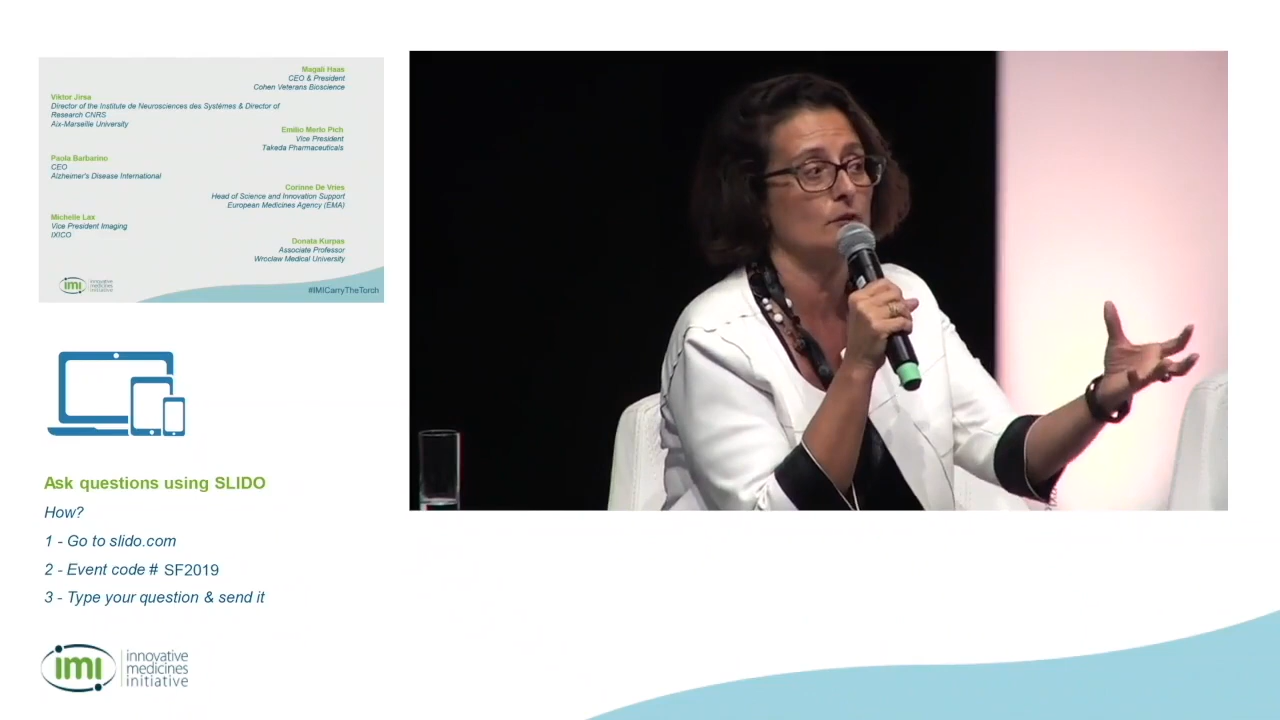 Magali Haas
CEO & President
Cohen Veterans Bioscience
Viktor Jirsa
Director of the Institute de Neurosciences des Systèmes & Director of
Research CNRS
Aix-Marseille University
Emilio Merlo Pich
Vice President
Takeda Pharmaceuticals
Paola Barbarino
CEO
Alzheimer's Disease International
Corinne De Vries
Head of Science and Innovation Support
European Medicines Agency (EMA)
Michelle Lax
Vice President Imaging
IXICO
Donata Kurpas
Associate Professor
Wroclaw Medical University
imi
innovative
medicines
initiative
#IMICarryTheTorch
Ask questions using SLIDO
How?
1 - Go to slido.com
2 - Event code # SF2019
3 - Type your question & send it
imi
innovative
medicines
initiative